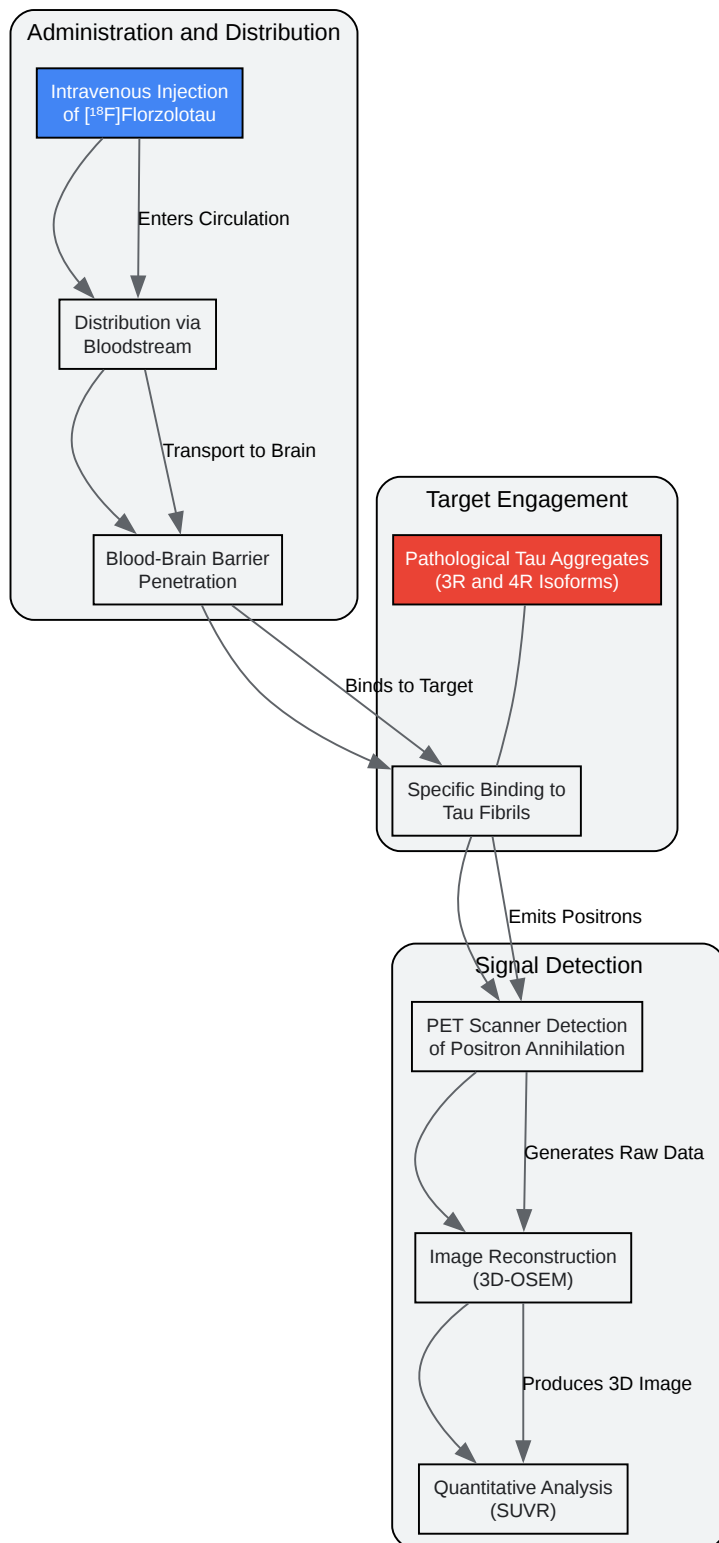 Administration and Distribution
Intravenous Injection
of [¹⁸F]Florzolotau
Enters Circulation
Distribution via
Bloodstream
Transport to Brain
Blood-Brain Barrier
Penetration
Target Engagement
Pathological Tau Aggregates
(3R and 4R Isoforms)
Binds to Target
Specific Binding to
Tau Fibrils
Emits Positrons
Signal Detection
PET Scanner Detection
of Positron Annihilation
Generates Raw Data
Image Reconstruction
(3D-OSEM)
Produces 3D Image
Quantitative Analysis
(SUVR)